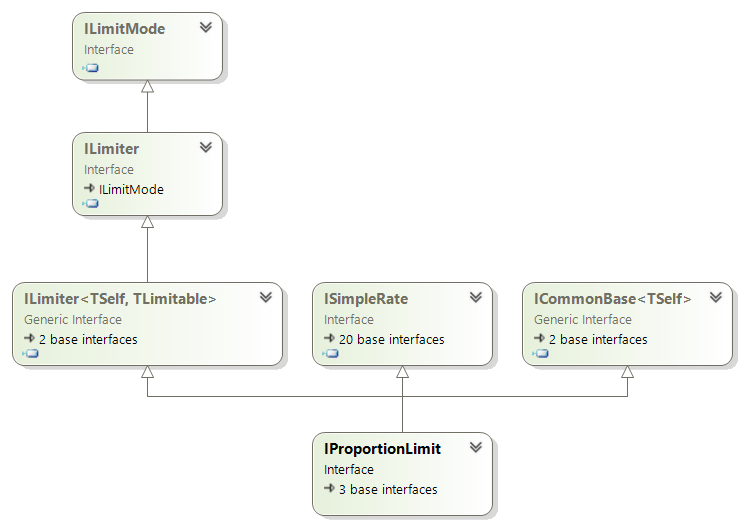 ILimitMode
Interface
ILimiter
Interface
ILimitMode
ILimiter<TSelf, TLimitable>
Generic Interface
2 base interfaces
ISimpleRate
Interface
20 base interfaces
ICommonBase<TSelf>
Generic Interface
2 base interfaces
IProportionLimit
Interface
3 base interfaces